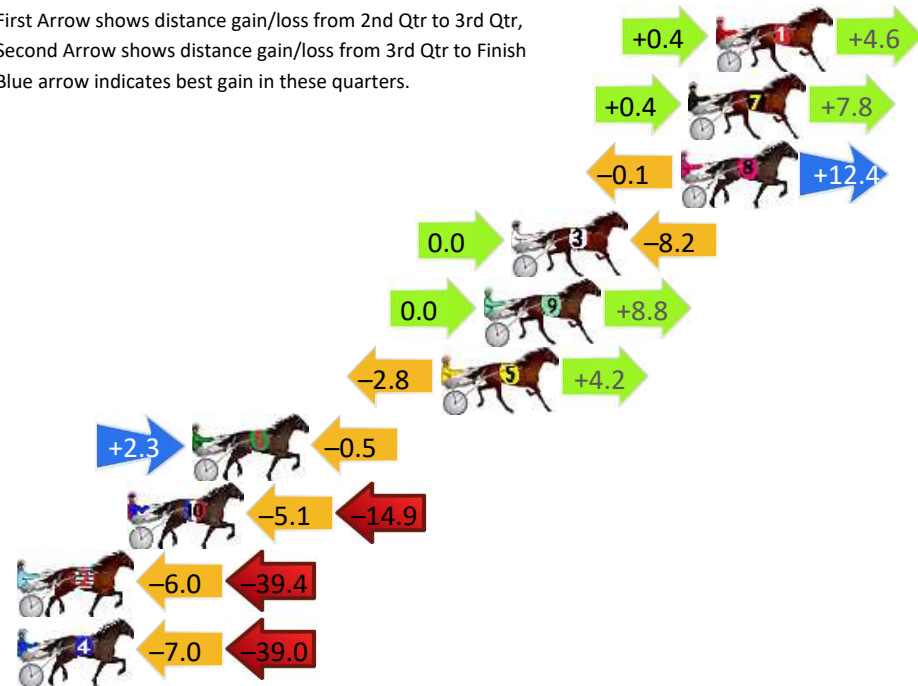 First Arrow shows distance gain/loss from 2nd Qtr to 3rd Qtr,
Second Arrow shows distance gain/loss from 3rd Qtr to Finish
Blue arrow indicates best gain in these quarters.
+0.4 1 +4.6
+0.4 7 +7.8
−0.1 8 +12.4
0.0 3 −8.2
0.0 9 +8.8
−2.8 5 +4.2
+2.3 6 −0.5
10 −5.1 −14.9
2 −6.0 −39.4
4 −7.0 −39.0